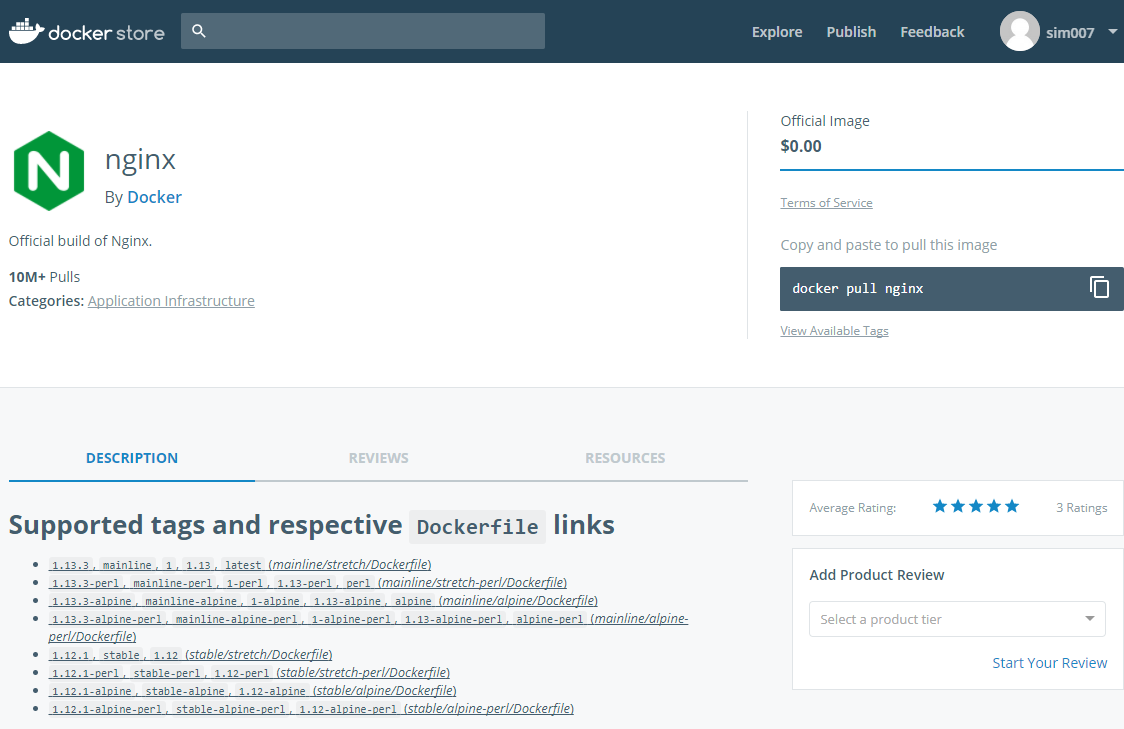 docker store
Explore Publish Feedback sim007
N
nginx
By Docker
Official build of Nginx.
10M+ Pulls
Categories: Application Infrastructure
Official Image
$0.00
Terms of Service
Copy and paste to pull this image
docker pull nginx
View Available Tags
DESCRIPTION REVIEWS RESOURCES
Supported tags and respective Dockerfile links
1.13.3, mainline, 1, 1.13, latest (mainline/stretch/Dockerfile)
1.13.3-perl, mainline-perl, 1-perl, 1.13-perl, perl (mainline/stretch-perl/Dockerfile)
1.13.3-alpine, mainline-alpine, 1-alpine, 1.13-alpine, alpine (mainline/alpine/Dockerfile)
1.13.3-alpine-perl, mainline-alpine-perl, 1-alpine-perl, 1.13-alpine-perl, alpine-perl (mainline/alpine-
perl/Dockerfile)
1.12.1, stable, 1.12 (stable/stretch/Dockerfile)
1.12.1-perl, stable-perl, 1.12-perl (stable/stretch-perl/Dockerfile)
1.12.1-alpine, stable-alpine, 1.12-alpine (stable/alpine/Dockerfile)
1.12.1-alpine-perl, stable-alpine-perl, 1.12-alpine-perl (stable/alpine-perl/Dockerfile)
Average Rating: 3 Ratings
Add Product Review
Select a product tier
Start Your Review